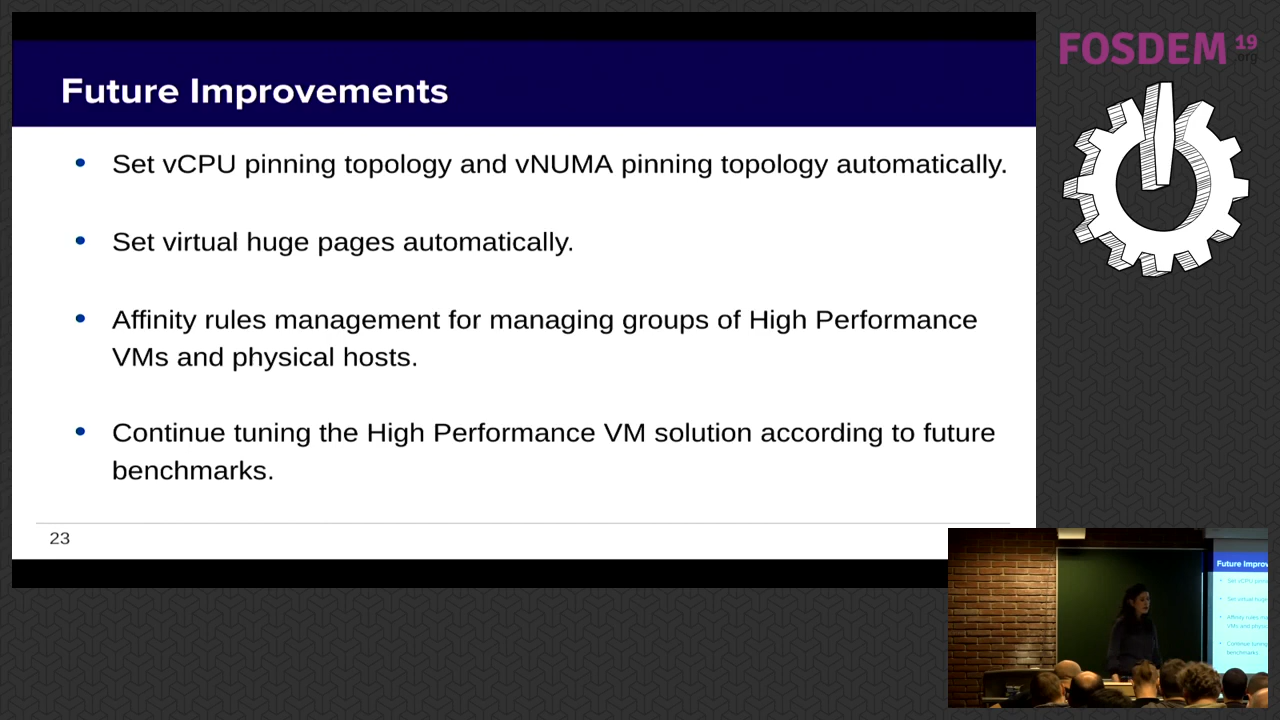 Future Improvements
• Set vCPU pinning topology and vNUMA pinning topology automatically.
• Set virtual huge pages automatically.
• Affinity rules management for managing groups of High Performance
VMs and physical hosts.
• Continue tuning the High Performance VM solution according to future
benchmarks.
23
FOSDEM 19
.org
Future Improv